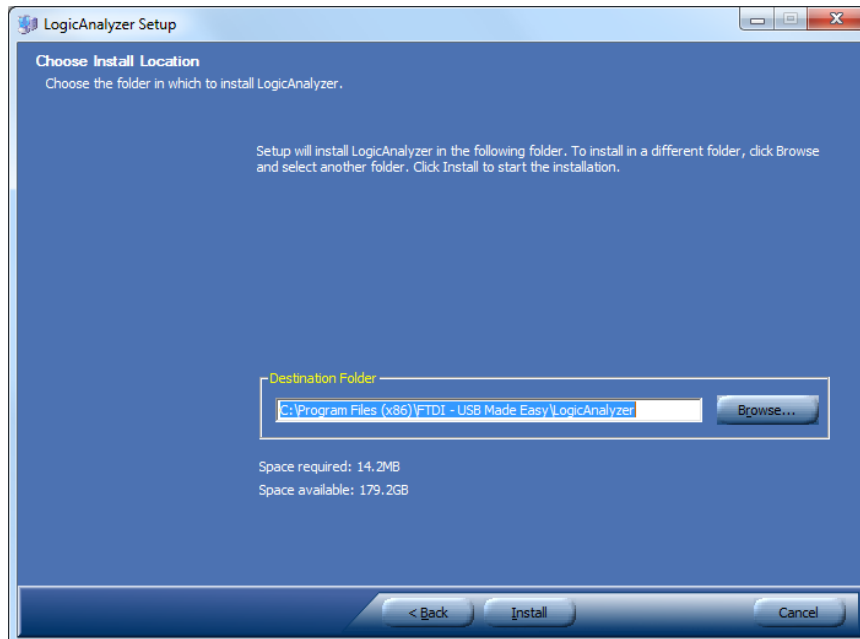 LogicAnalyzer Setup
Choose Install Location
Choose the folder in which to install LogicAnalyzer.
Setup will install LogicAnalyzer in the following folder. To install in a different folder, click Browse
and select another folder. Click Install to start the installation.
Destination Folder
C:\Program Files (x86)\FTDI - USB Made Easy\LogicAnalyzer
Browse...
Space required: 14.2MB
Space available: 179.2GB
< Back
Install
Cancel